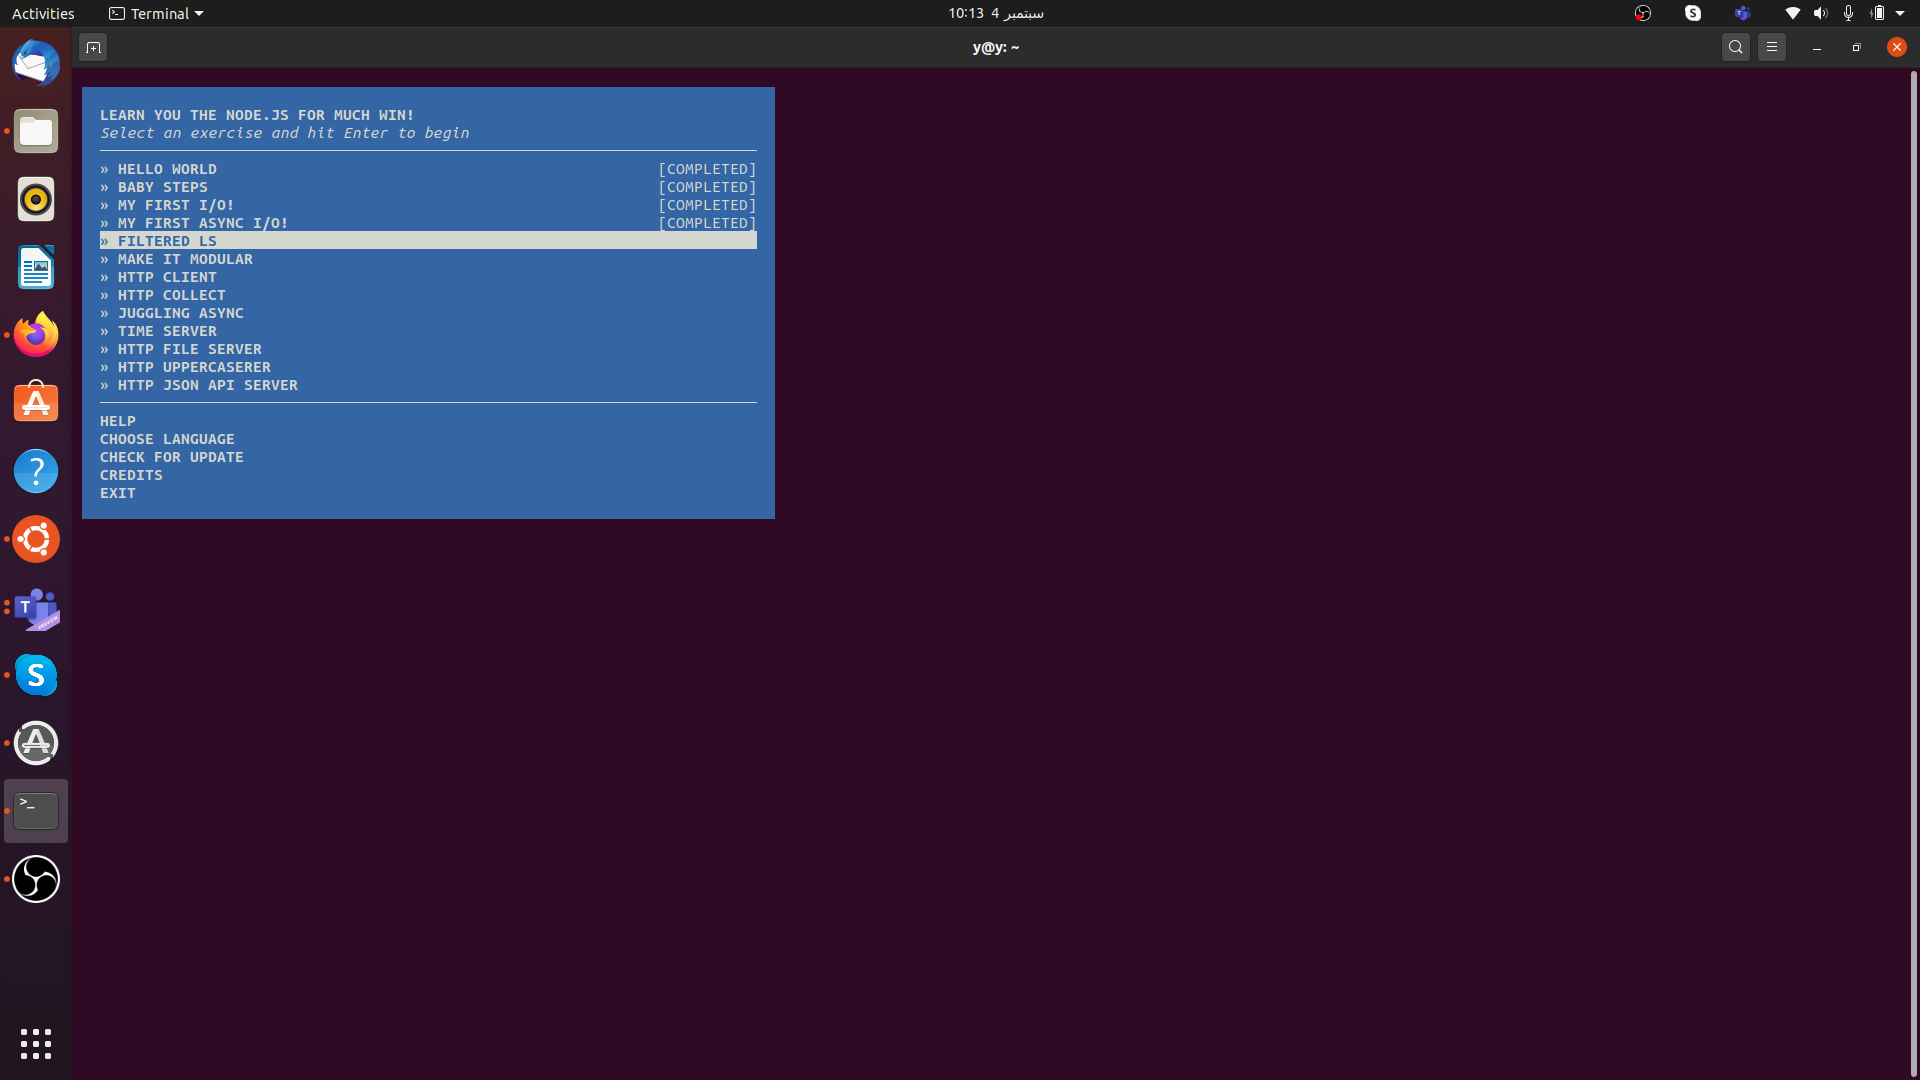 Activities
Terminal
10:13 4 سبتمبر
y@y: ~
LEARN YOU THE NODE.JS FOR MUCH WIN!
Select an exercise and hit Enter to begin
» HELLO WORLD [COMPLETED]
» BABY STEPS [COMPLETED]
» MY FIRST I/O! [COMPLETED]
» MY FIRST ASYNC I/O! [COMPLETED]
» FILTERED LS
» MAKE IT MODULAR
» HTTP CLIENT
» HTTP COLLECT
» JUGGLING ASYNC
» TIME SERVER
» HTTP FILE SERVER
» HTTP UPPERCASERER
» HTTP JSON API SERVER
HELP
CHOOSE LANGUAGE
CHECK FOR UPDATE
CREDITS
EXIT